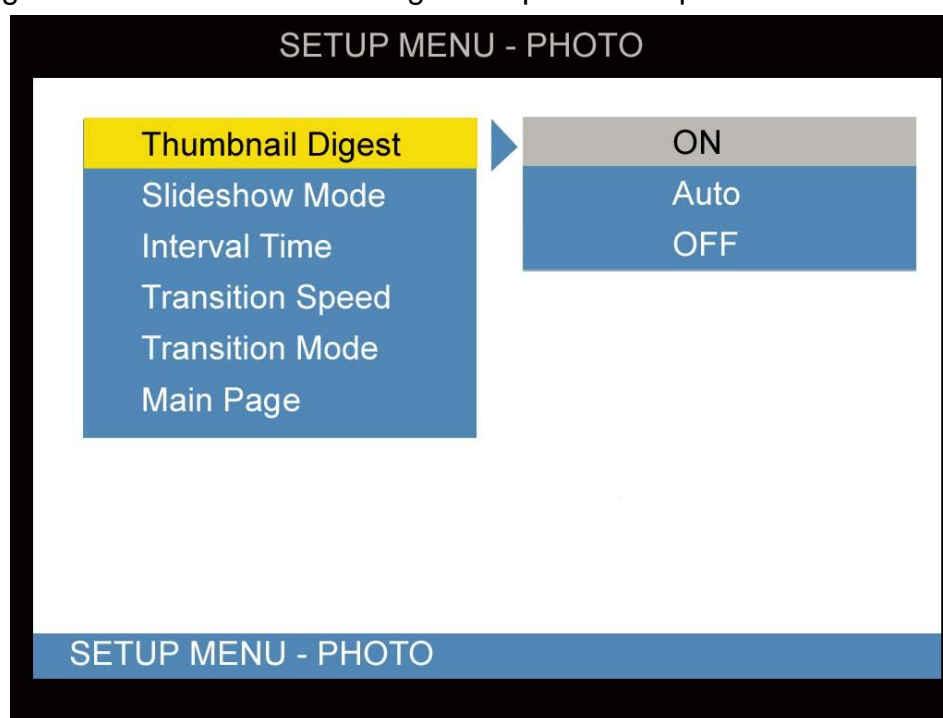 SETUP MENU - PHOTO
Thumbnail Digest
Slideshow Mode
Interval Time
Transition Speed
Transition Mode
Main Page
ON
Auto
OFF
SETUP MENU - PHOTO